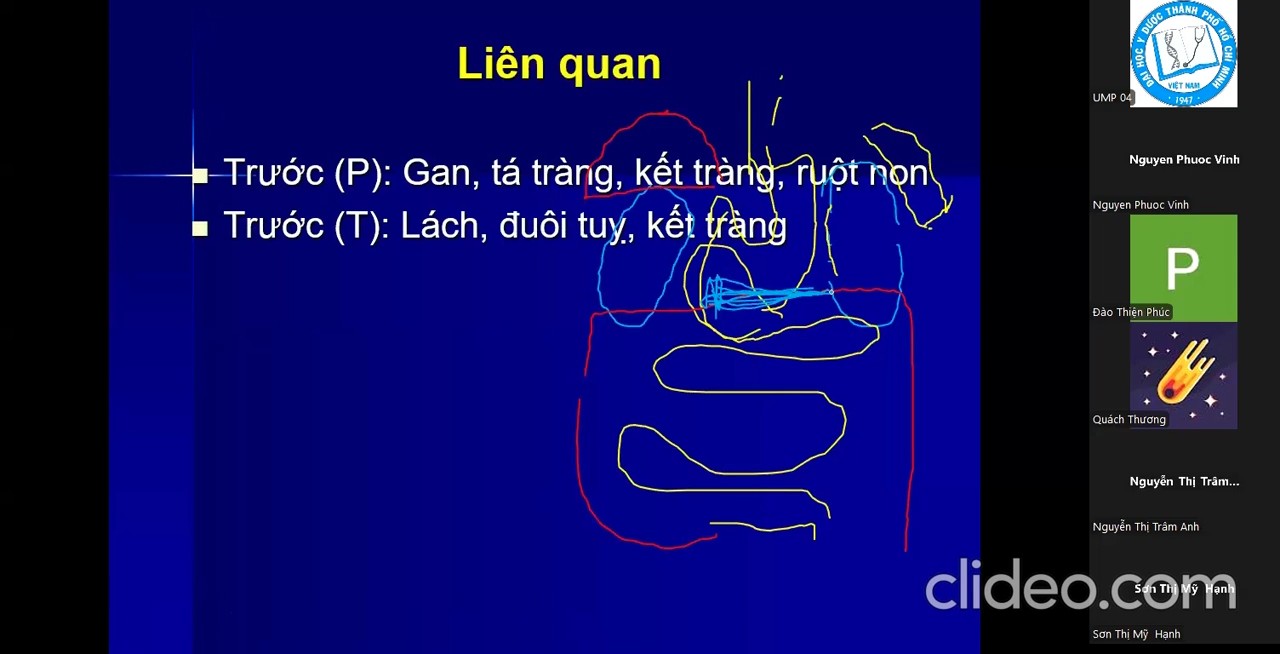 Liên quan
Trước (P): Gan, tá tràng, kết tràng, ruột non
Trước (T): Lách, đuôi tuỵ, kết tràng
ĐẠI HỌC Y DƯỢC THÀNH PHỐ HỒ CHÍ MINH
VIỆT NAM
· 1947 ·
UMP 04
Nguyen Phuoc Vinh
Nguyen Phuoc Vinh
P
Đào Thiện Phúc
Quách Thương
Nguyễn Thị Trâm...
Nguyễn Thị Trâm Anh
Sơn Thị Mỹ Hạnh
Sơn Thị Mỹ Hạnh
clideo.com